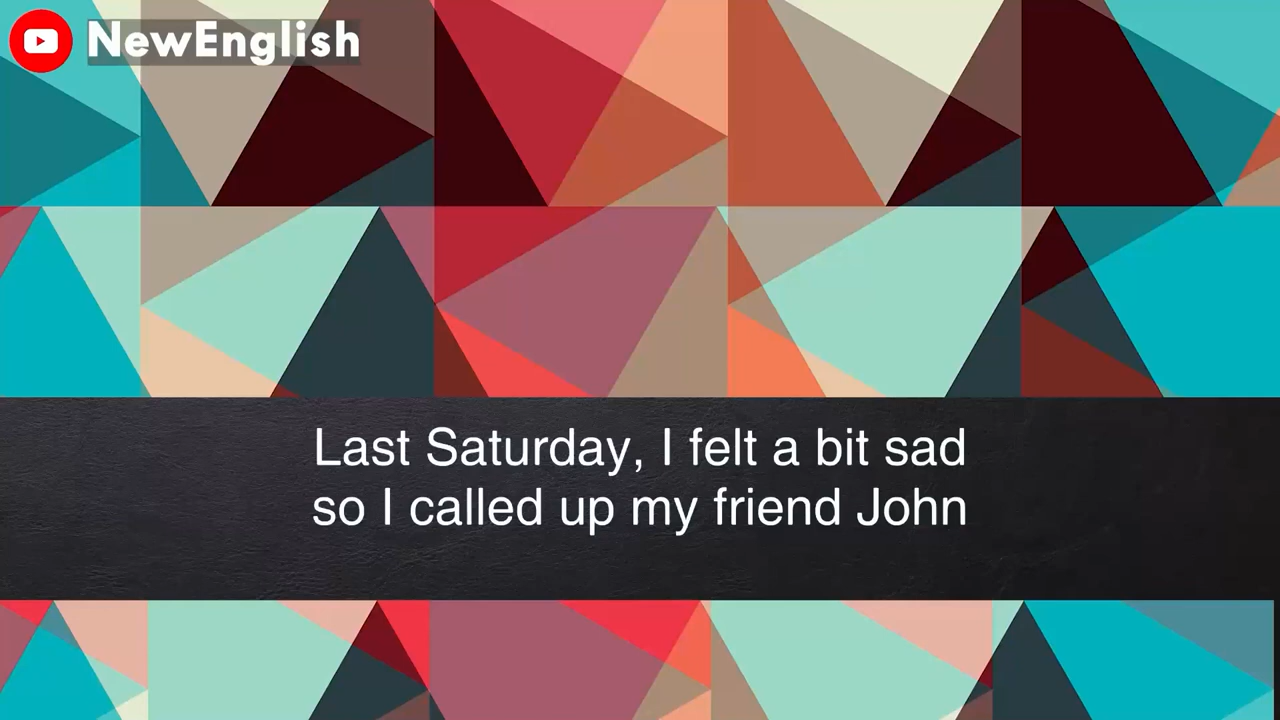 NewEnglish
Last Saturday, I felt a bit sad
so I called up my friend John